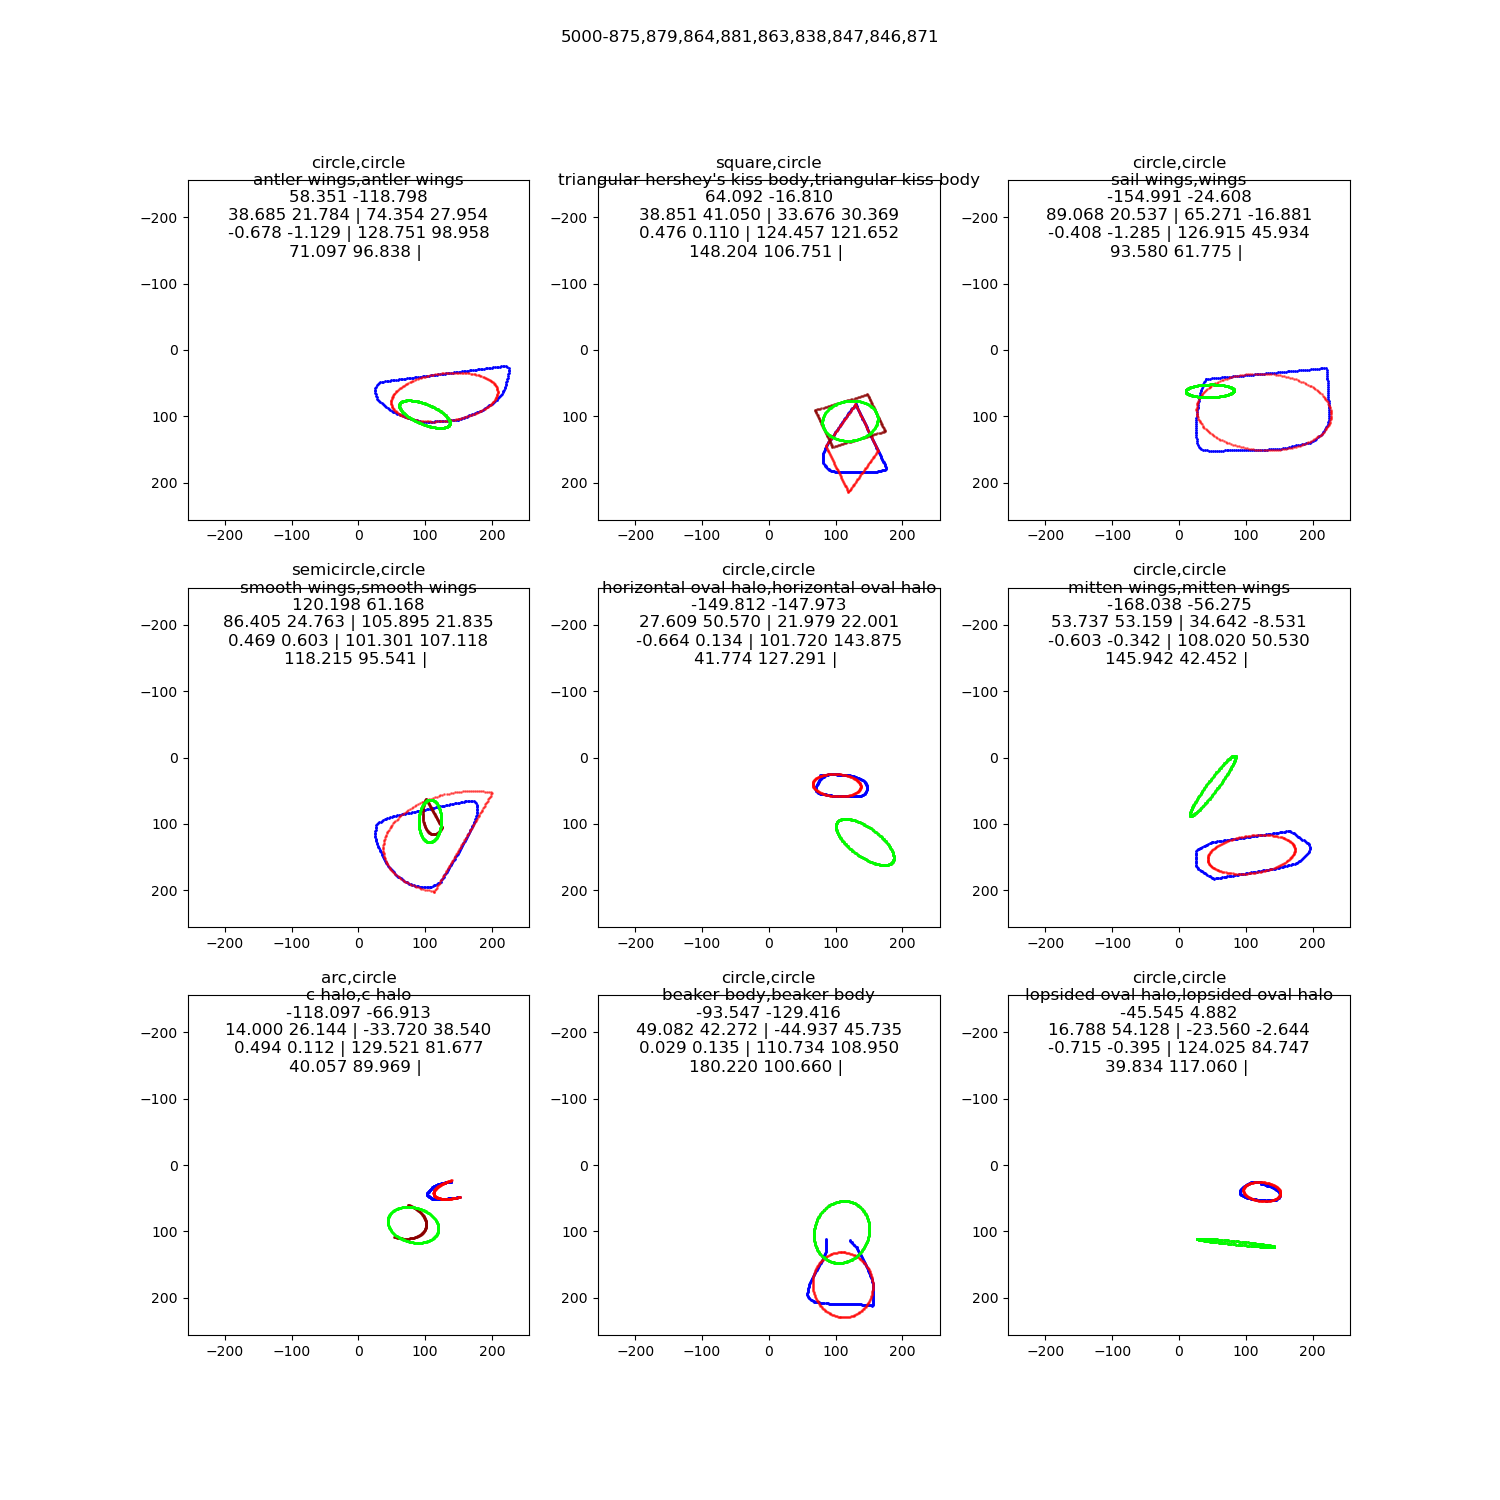 5000-875,879,864,881,863,838,847,846,871
circle,circle
antler wings,antler wings
58.351 -118.798
38.685 21.784 | 74.354 27.954
-0.678 -1.129 | 128.751 98.958
71.097 96.838 |
−200
−100
0
100
200
−200 −100 0 100 200
square,circle
triangular hershey's kiss body,triangular kiss body
64.092 -16.810
38.851 41.050 | 33.676 30.369
0.476 0.110 | 124.457 121.652
148.204 106.751 |
−200
−100
0
100
200
−200 −100 0 100 200
circle,circle
sail wings,wings
-154.991 -24.608
89.068 20.537 | 65.271 -16.881
-0.408 -1.285 | 126.915 45.934
93.580 61.775 |
−200
−100
0
100
200
−200 −100 0 100 200
semicircle,circle
smooth wings,smooth wings
120.198 61.168
86.405 24.763 | 105.895 21.835
0.469 0.603 | 101.301 107.118
118.215 95.541 |
−200
−100
0
100
200
−200 −100 0 100 200
circle,circle
horizontal oval halo,horizontal oval halo
-149.812 -147.973
27.609 50.570 | 21.979 22.001
-0.664 0.134 | 101.720 143.875
41.774 127.291 |
−200
−100
0
100
200
−200 −100 0 100 200
circle,circle
mitten wings,mitten wings
-168.038 -56.275
53.737 53.159 | 34.642 -8.531
-0.603 -0.342 | 108.020 50.530
145.942 42.452 |
−200
−100
0
100
200
−200 −100 0 100 200
arc,circle
c halo,c halo
-118.097 -66.913
14.000 26.144 | -33.720 38.540
0.494 0.112 | 129.521 81.677
40.057 89.969 |
−200
−100
0
100
200
−200 −100 0 100 200
circle,circle
beaker body,beaker body
-93.547 -129.416
49.082 42.272 | -44.937 45.735
0.029 0.135 | 110.734 108.950
180.220 100.660 |
−200
−100
0
100
200
−200 −100 0 100 200
circle,circle
lopsided oval halo,lopsided oval halo
-45.545 4.882
16.788 54.128 | -23.560 -2.644
-0.715 -0.395 | 124.025 84.747
39.834 117.060 |
−200
−100
0
100
200
−200 −100 0 100 200